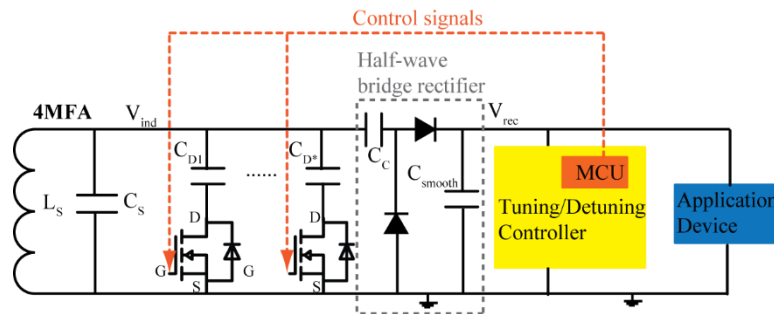 Control signals
Half-wave
bridge rectifier
4MFA
V_ind
V_rec
C_D1
......
C_D*
C_C
C_smooth
MCU
Tuning/Detuning
Controller
Application
Device
L_S
C_S
D
D
G
G
G
S
S